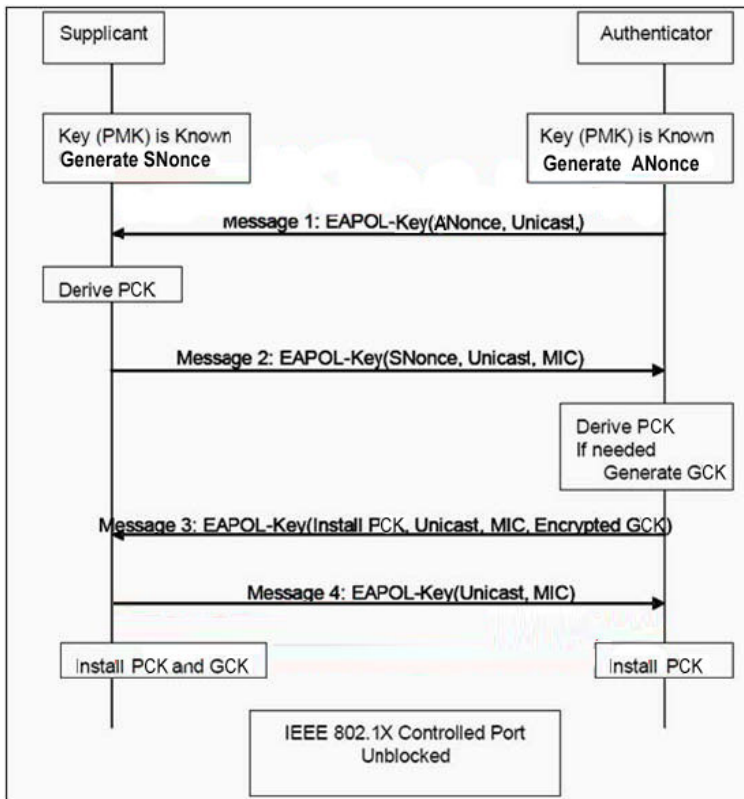 Supplicant
Authenticator
Key (PMK) is Known
Generate SNonce
Key (PMK) is Known
Generate ANonce
Message 1: EAPOL-Key(ANonce, Unicast,)
Derive PCK
Message 2: EAPOL-Key(SNonce, Unicast, MIC)
Derive PCK
If needed
Generate GCK
Message 3: EAPOL-Key(Install PCK, Unicast, MIC, Encrypted GCK)
Message 4: EAPOL-Key(Unicast, MIC)
Install PCK and GCK
Install PCK
IEEE 802.1X Controlled Port
Unblocked